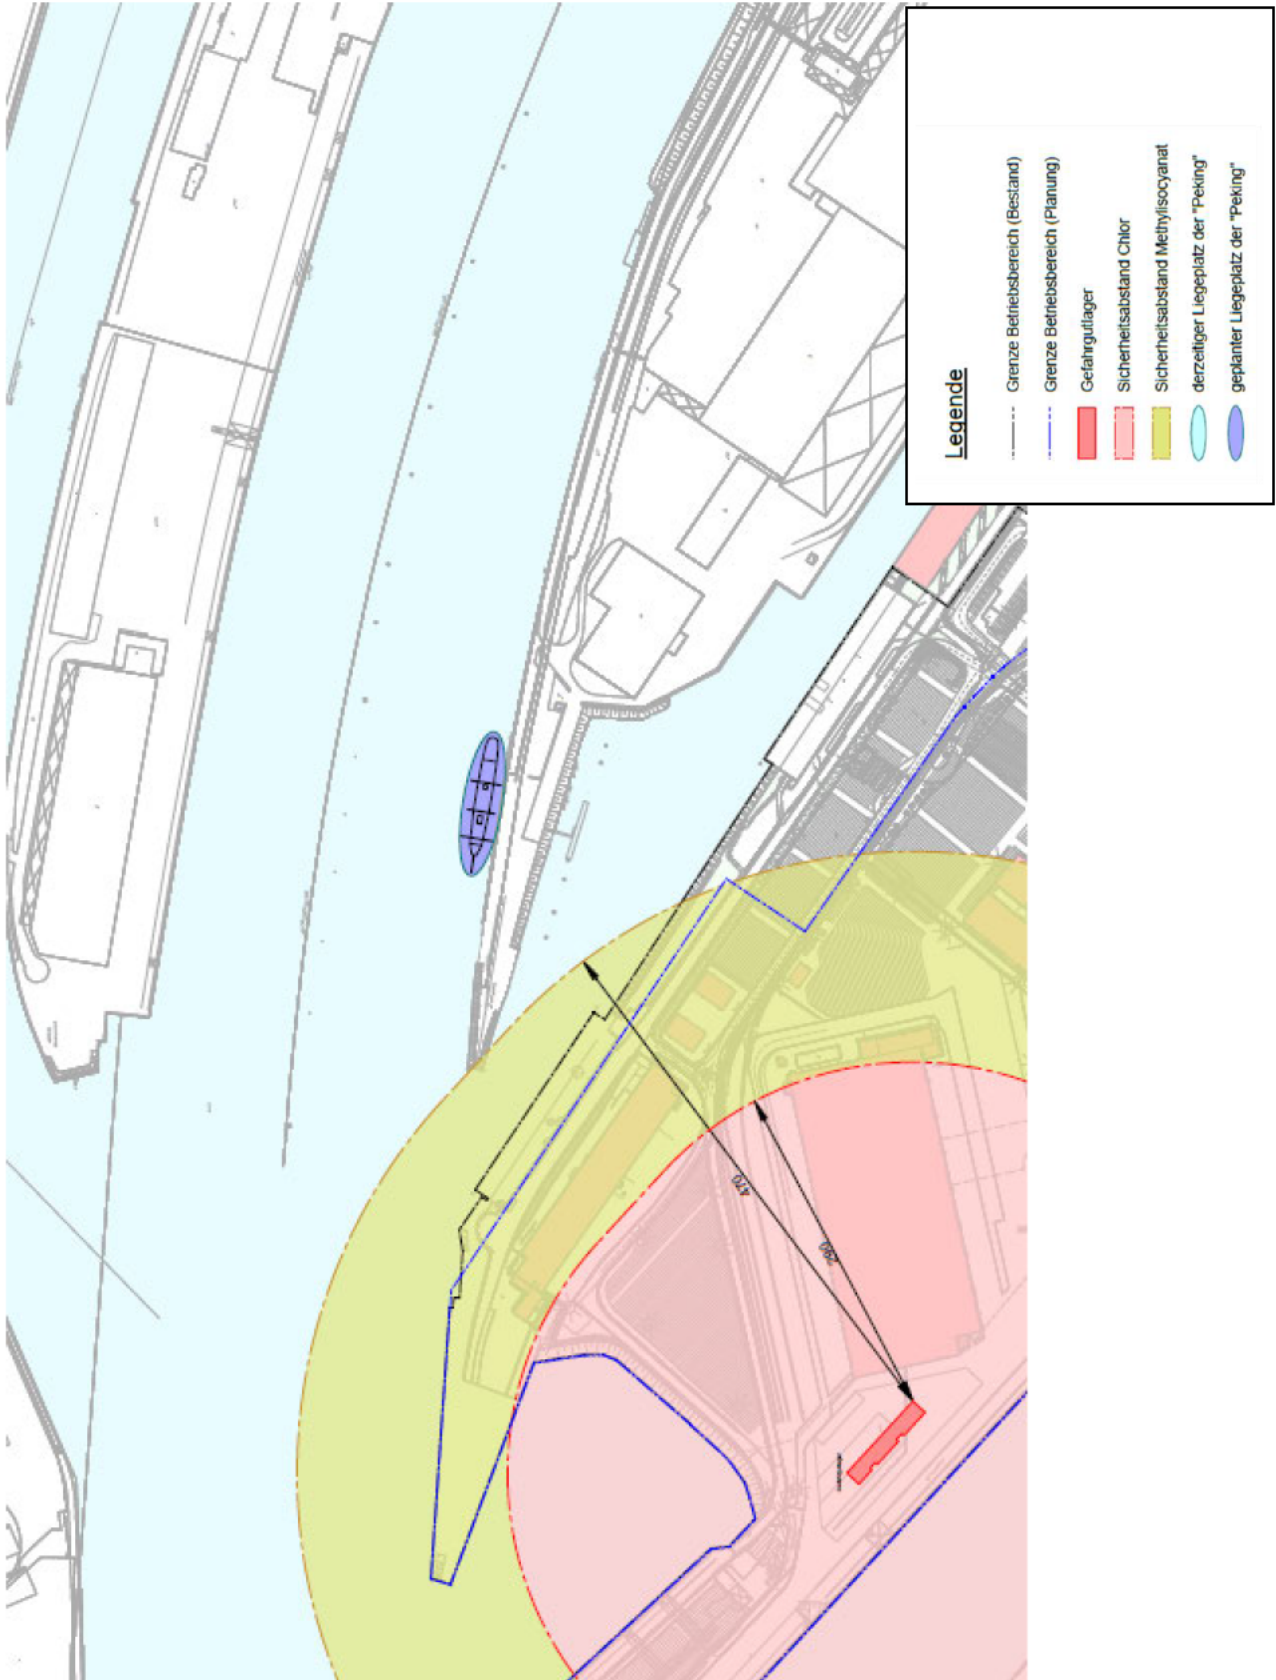 Legende
Grenze Betriebsbereich (Bestand)
Grenze Betriebsbereich (Planung)
Gefahrgutlager
Sicherheitsabstand Chlor
Sicherheitsabstand Methylisocyanat
derzeitiger Liegeplatz der "Peking"
geplanter Liegeplatz der "Peking"
470
290